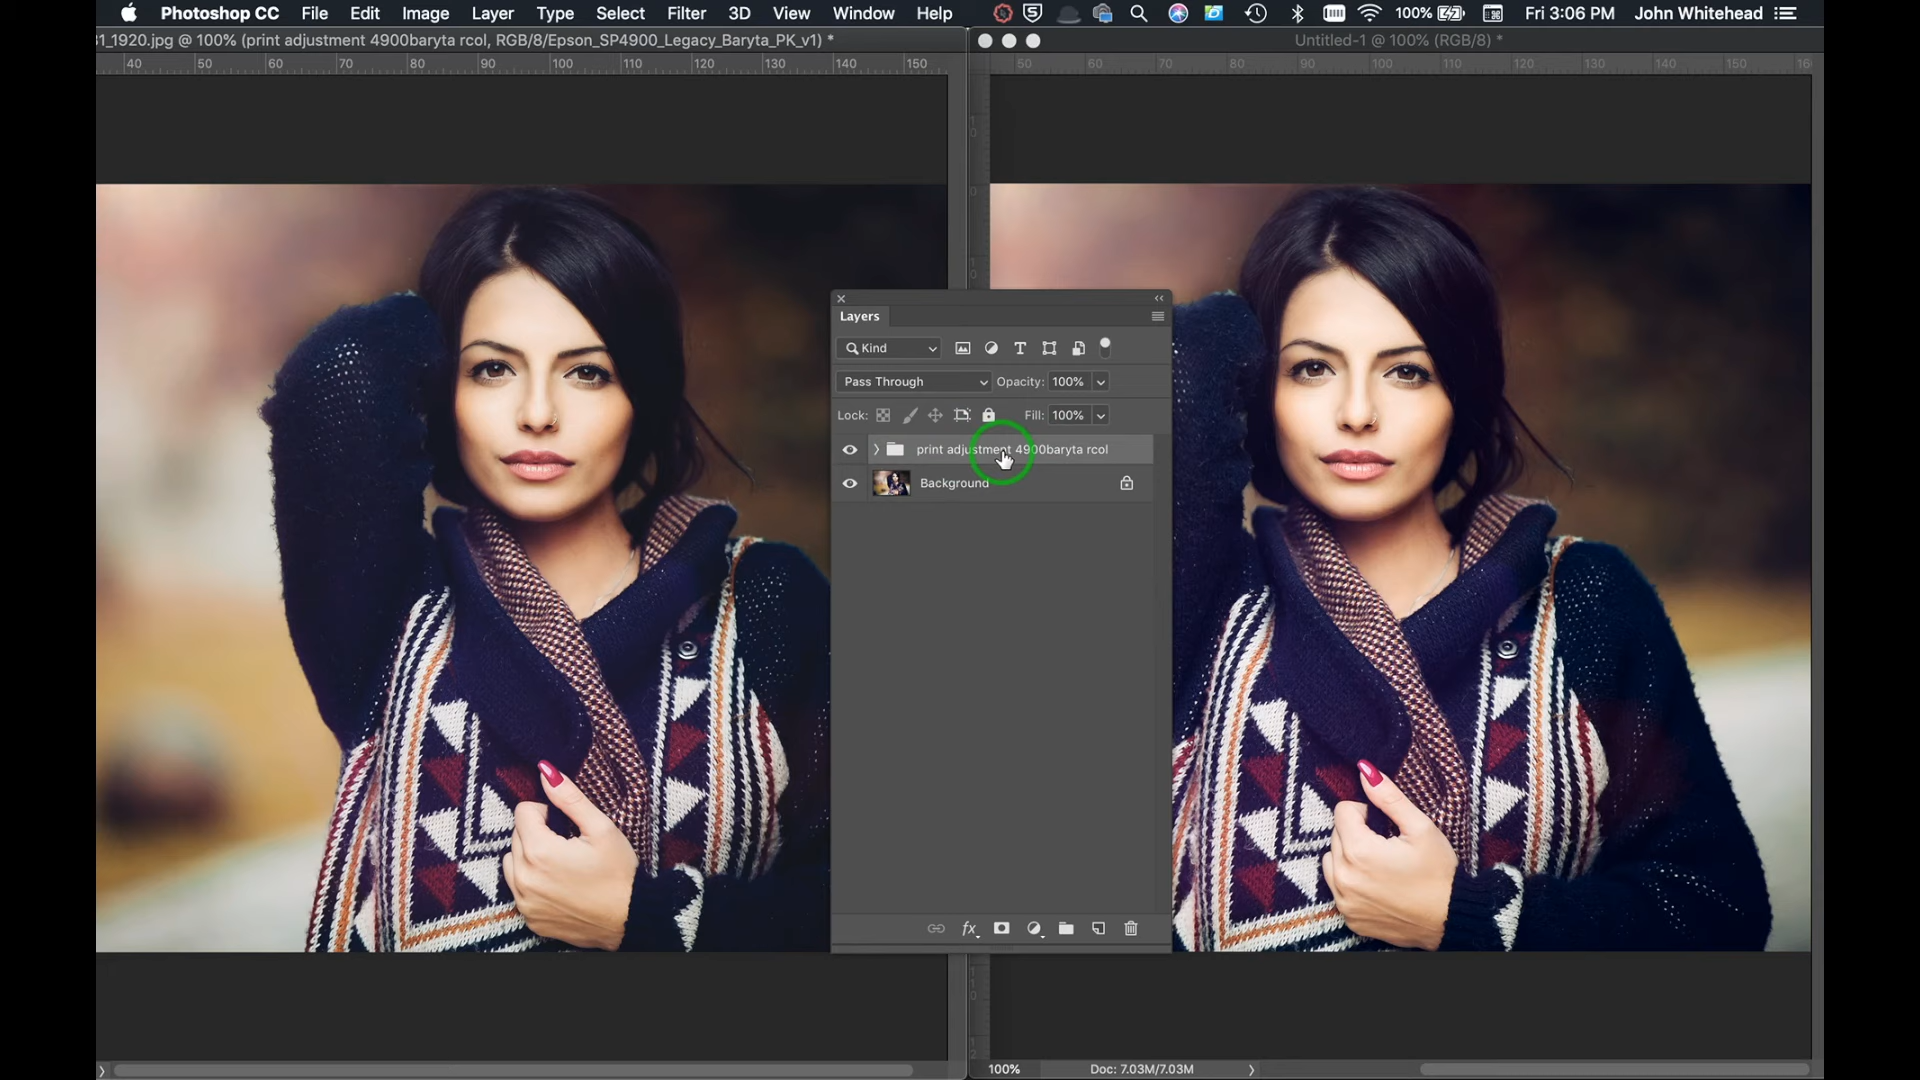 Photoshop CC File Edit Image Layer Type Select Filter 3D View Window Help 100% Fri 3:06 PM John Whitehead
31_1920.jpg @ 100% (print adjustment 4900baryta rcol, RGB/8/Epson_SP4900_Legacy_Baryta_PK_v1) *
Untitled-1 @ 100% (RGB/8) *
40 50 60 70 80 90 100 110 120 130 140 150
50 60 70 80 90 100 110 120 130 140 150 16
Layers
Kind
Pass Through Opacity: 100%
Lock: Fill: 100%
print adjustment 4900baryta rcol
Background
fx
100% Doc: 7.03M/7.03M